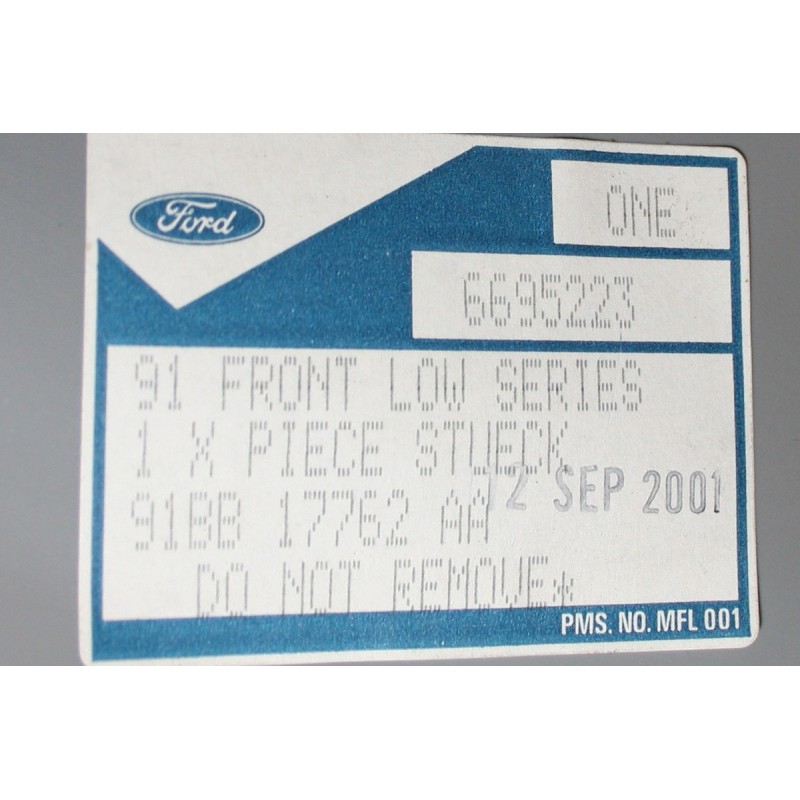 Ford
ONE
6695223
91 FRONT LOW SERIES
1 X PIECE STUECK
12 SEP 2001
91BB 17762 AA
DO NOT REMOVE*
PMS. NO. MFL 001